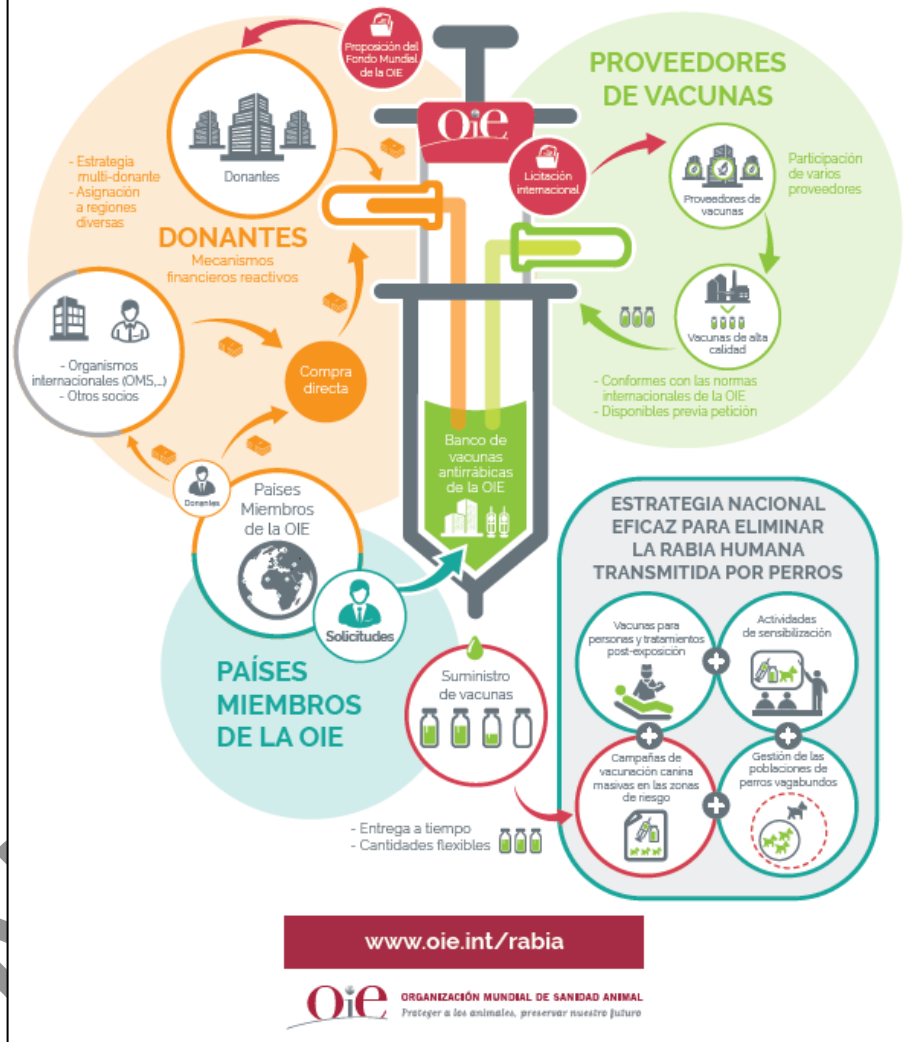 Proposición del
Fondo Mundial
de la OIE
Donantes
- Estrategia
multi-donante
- Asignación
a regiones
diversas
DONANTES
Mecanismos
financieros reactivos
- Organismos
internacionales (OMS,...)
- Otros socios
Compra
directa
Donantes
Países
Miembros
de la OIE
Solicitudes
PAÍSES
MIEMBROS
DE LA OIE
OiE
Licitación
internacional
PROVEEDORES
DE VACUNAS
Proveedores de
vacunas
Participación
de varios
proveedores
Vacunas de alta
calidad
- Conformes con las normas
internacionales de la OIE
- Disponibles previa petición
Banco de
vacunas
antirrábicas
de la OIE
Suministro
de vacunas
- Entrega a tiempo
- Cantidades flexibles
ESTRATEGIA NACIONAL
EFICAZ PARA ELIMINAR
LA RABIA HUMANA
TRANSMITIDA POR PERROS
Vacunas para
personas y tratamientos
post-exposición
Actividades
de sensibilización
Campañas de
vacunación canina
masivas en las zonas
de riesgo
Gestión de las
poblaciones de
perros vagabundos
www.oie.int/rabia
OiE
ORGANIZACIÓN MUNDIAL DE SANIDAD ANIMAL
Proteger a los animales, preservar nuestro futuro